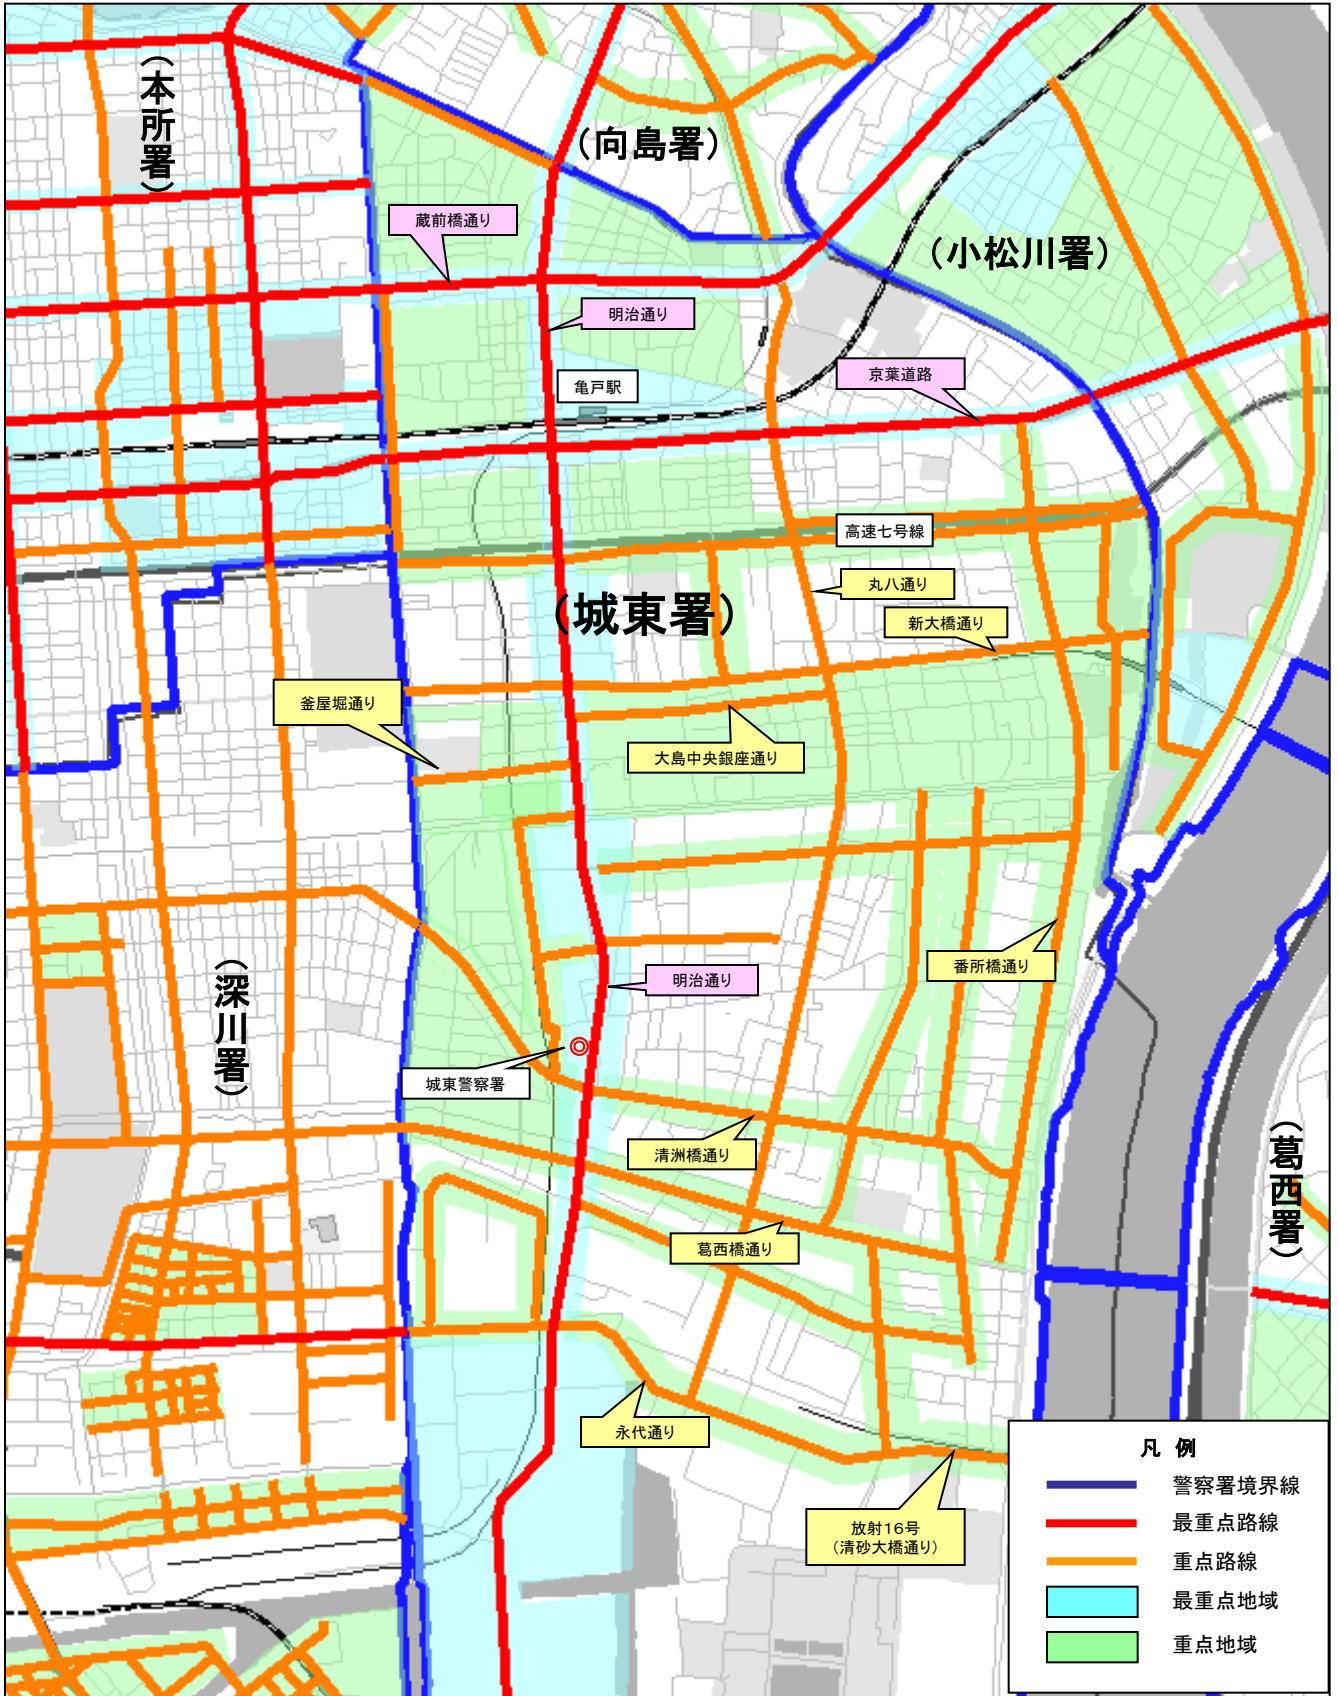 （本所署）
（向島署）
蔵前橋通り
（小松川署）
明治通り
京葉道路
亀戸駅
高速七号線
丸八通り
（城東署）
新大橋通り
釜屋堀通り
大島中央銀座通り
番所橋通り
明治通り
（深川署）
城東警察署
清洲橋通り
（葛西署）
葛西橋通り
永代通り
放射16号
（清砂大橋通り）
凡 例
警察署境界線
最重点路線
重点路線
最重点地域
重点地域